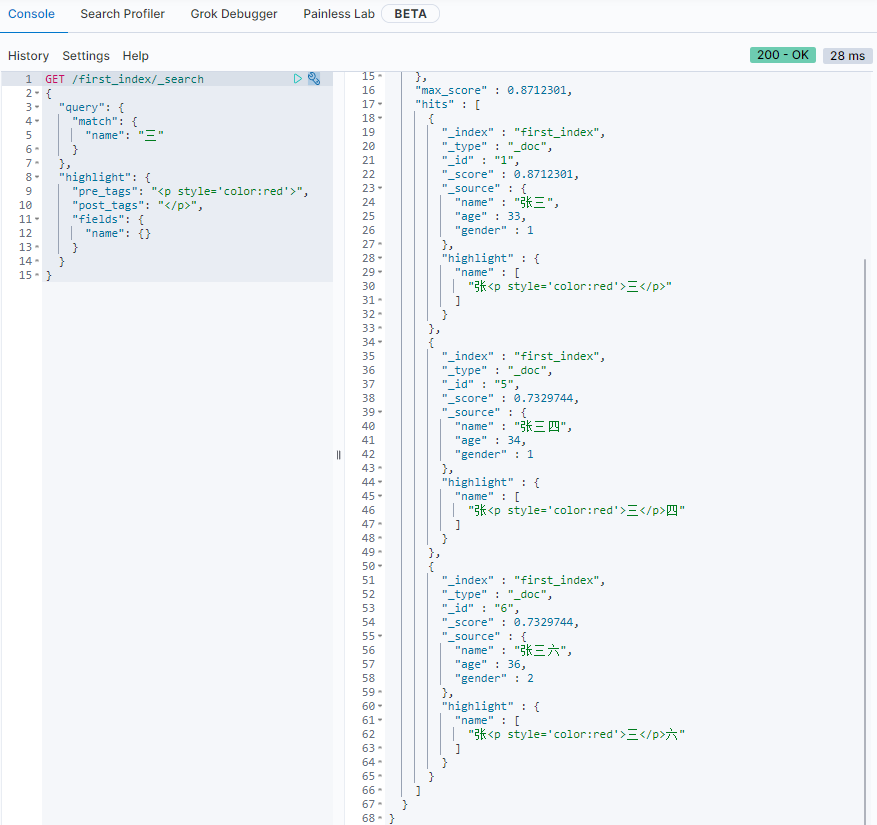 Console Search Profiler Grok Debugger Painless Lab BETA
History Settings Help
200 - OK 28 ms
1 GET /first_index/_search
2 {
3   "query": {
4     "match": {
5       "name": "三"
6     }
7   },
8   "highlight": {
9     "pre_tags": "<p style='color:red'>",
10     "post_tags": "</p>",
11     "fields": {
12       "name": {}
13     }
14   }
15 }
15     },
16     "max_score" : 0.8712301,
17     "hits" : [
18       {
19         "_index" : "first_index",
20         "_type" : "_doc",
21         "_id" : "1",
22         "_score" : 0.8712301,
23         "_source" : {
24           "name" : "张三",
25           "age" : 33,
26           "gender" : 1
27         },
28         "highlight" : {
29           "name" : [
30             "张<p style='color:red'>三</p>"
31           ]
32         }
33       },
34       {
35         "_index" : "first_index",
36         "_type" : "_doc",
37         "_id" : "5",
38         "_score" : 0.7329744,
39         "_source" : {
40           "name" : "张三四",
41           "age" : 34,
42           "gender" : 1
43         },
44         "highlight" : {
45           "name" : [
46             "张<p style='color:red'>三</p>四"
47           ]
48         }
49       },
50       {
51         "_index" : "first_index",
52         "_type" : "_doc",
53         "_id" : "6",
54         "_score" : 0.7329744,
55         "_source" : {
56           "name" : "张三六",
57           "age" : 36,
58           "gender" : 2
59         },
60         "highlight" : {
61           "name" : [
62             "张<p style='color:red'>三</p>六"
63           ]
64         }
65       }
66     ]
67   }
68 }